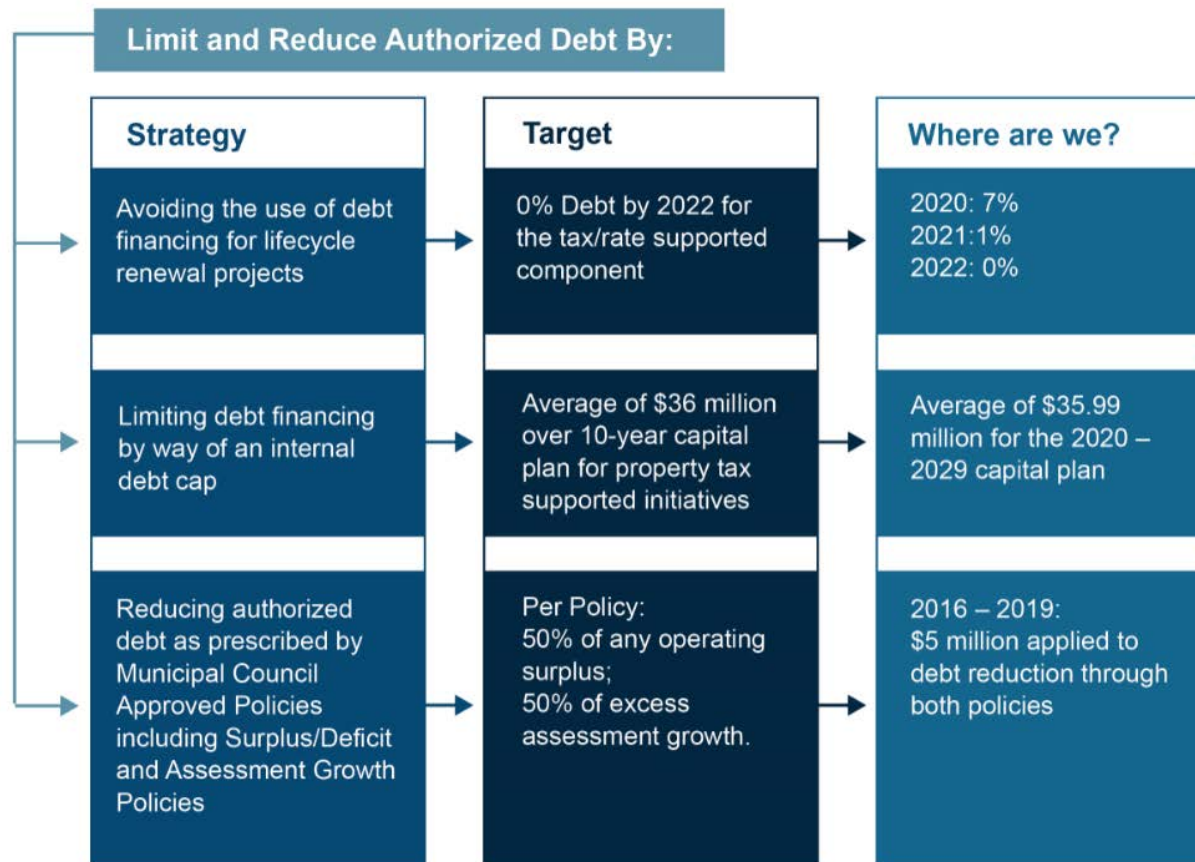 Limit and Reduce Authorized Debt By:
Strategy
Target
Where are we?
Avoiding the use of debt
financing for lifecycle
renewal projects
0% Debt by 2022 for
the tax/rate supported
component
2020: 7%
2021:1%
2022: 0%
Limiting debt financing
by way of an internal
debt cap
Average of $36 million
over 10-year capital
plan for property tax
supported initiatives
Average of $35.99
million for the 2020 –
2029 capital plan
Reducing authorized
debt as prescribed by
Municipal Council
Approved Policies
including Surplus/Deficit
and Assessment Growth
Policies
Per Policy:
50% of any operating
surplus;
50% of excess
assessment growth.
2016 – 2019:
$5 million applied to
debt reduction through
both policies